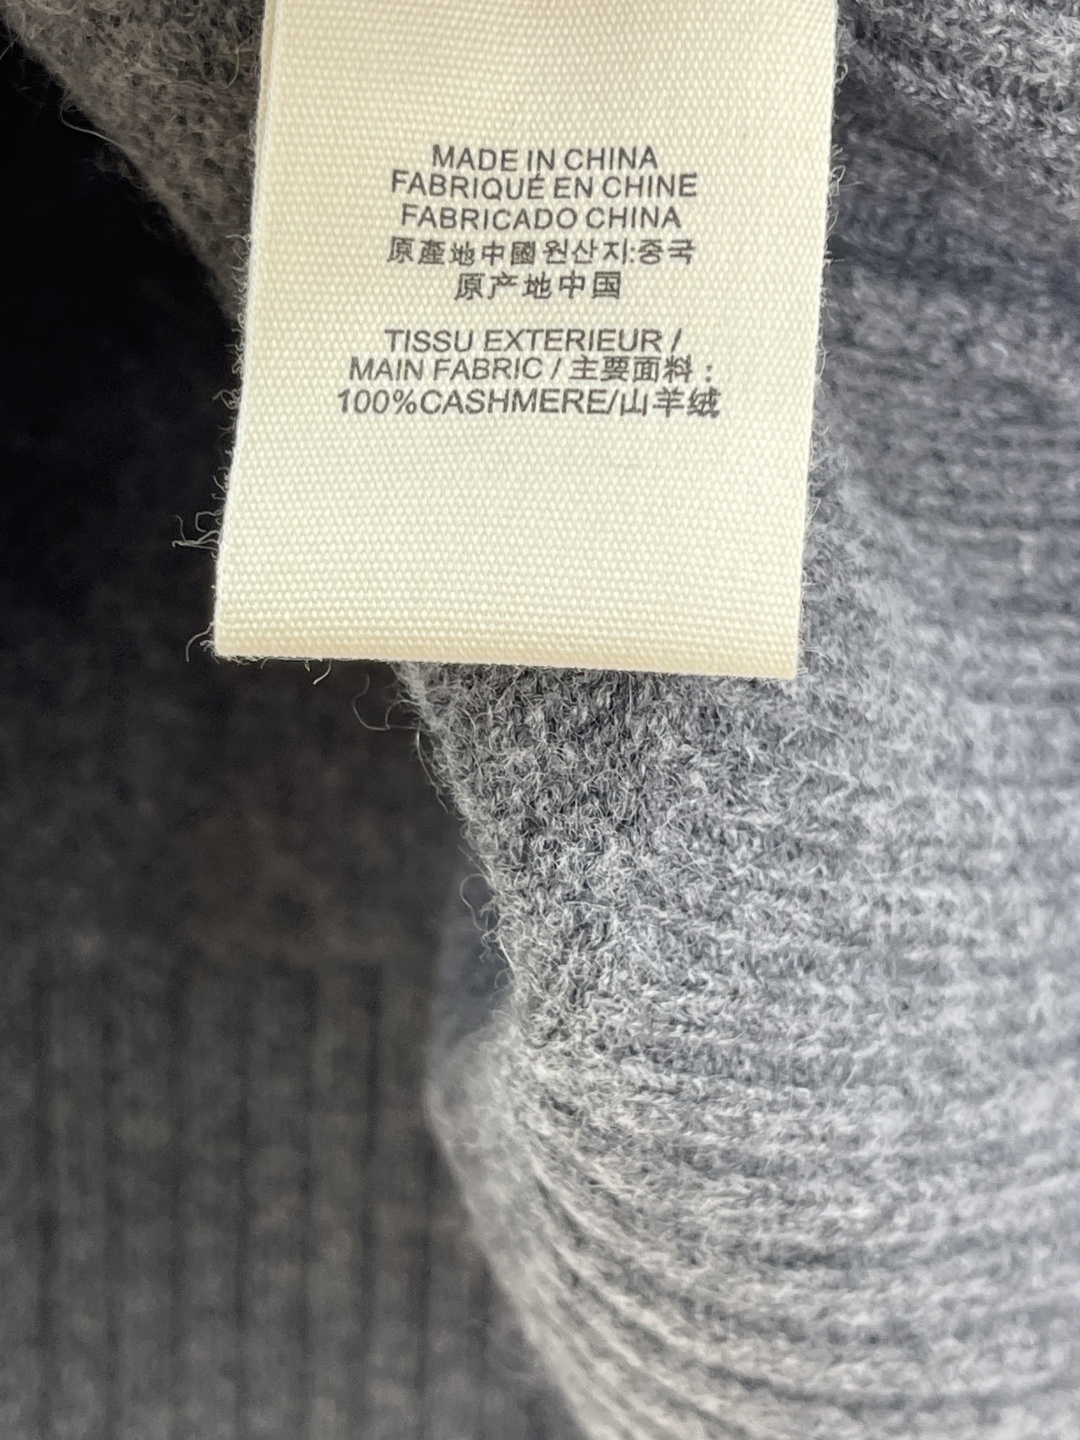 MADE IN CHINA
FABRIQUÉ EN CHINE
FABRICADO CHINA
原產地中國원산지:중국
原产地中国
TISSU EXTERIEUR /
MAIN FABRIC / 主要面料：
100%CASHMERE/山羊绒